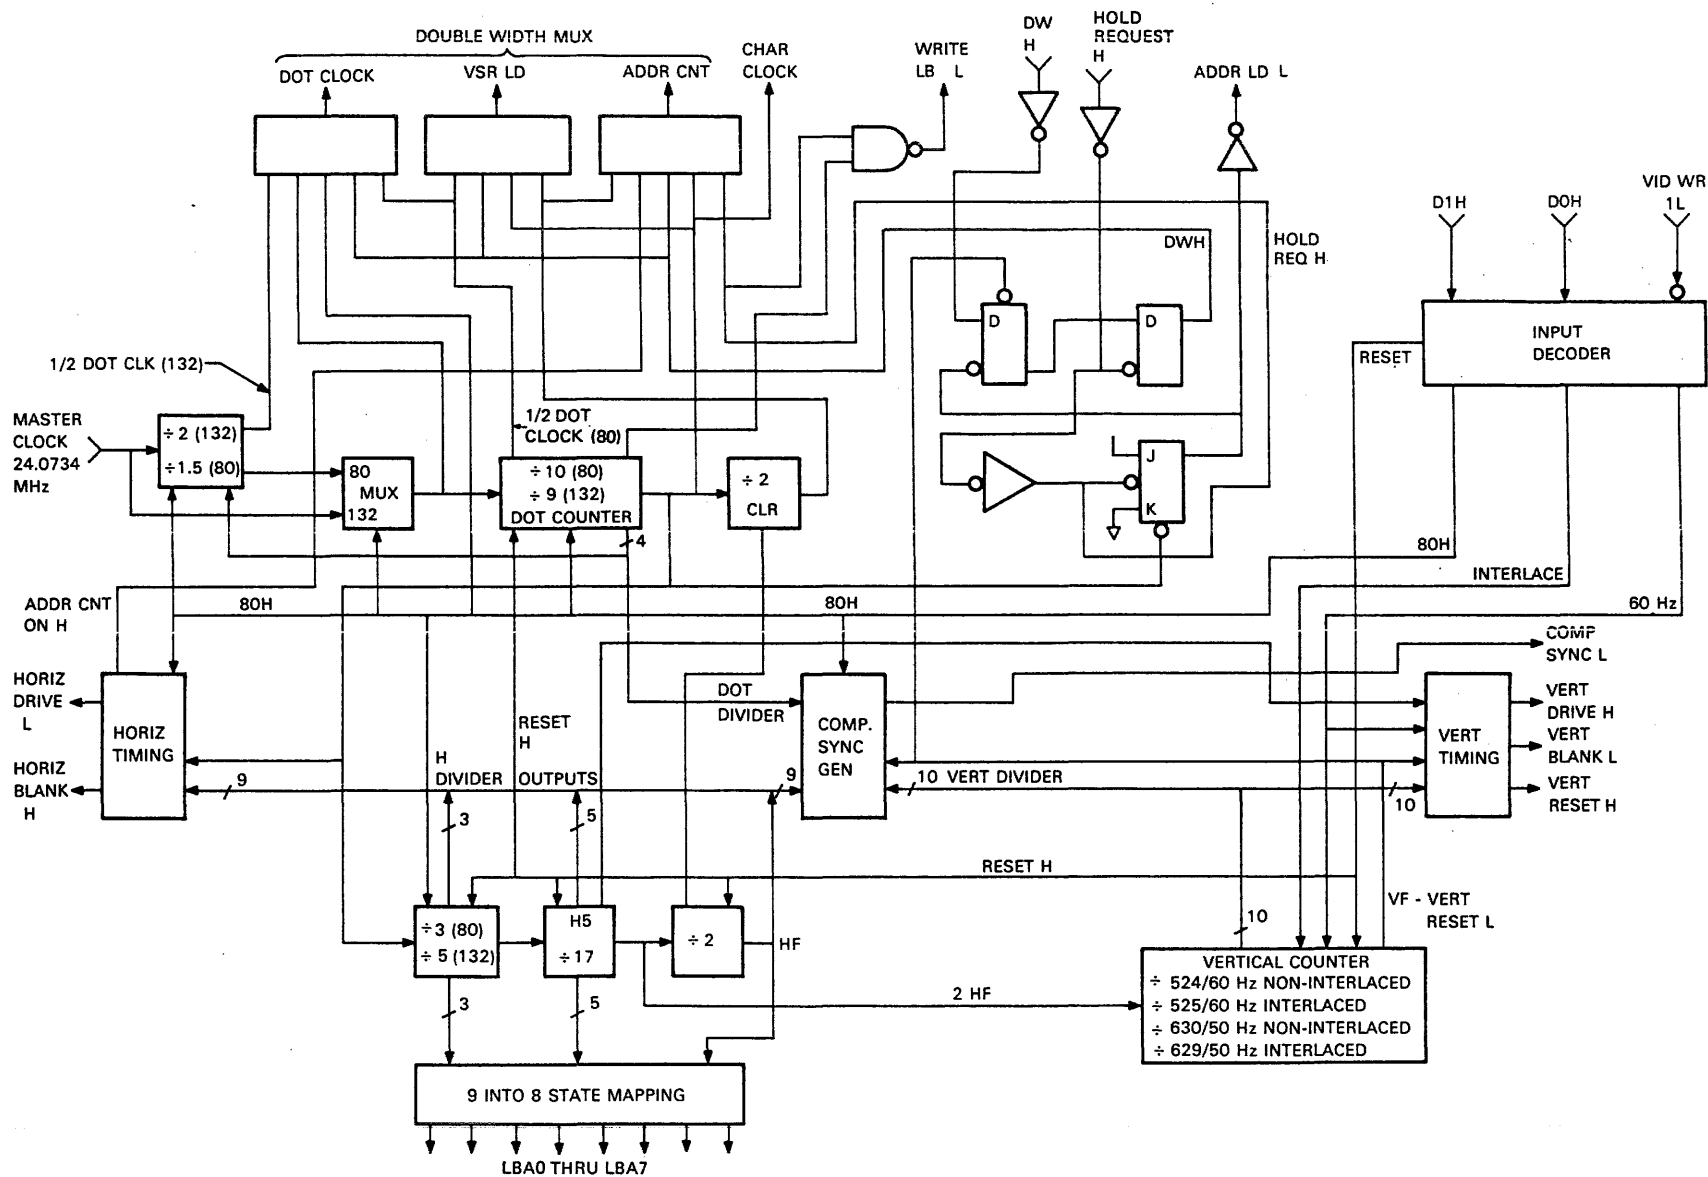 DOUBLE WIDTH MUX
DOT CLOCK
VSR LD
ADDR CNT
CHAR
CLOCK
WRITE
LB L
DW
H
HOLD
REQUEST
H
ADDR LD L
D1H
D0H
VID WR
1L
DWH
HOLD
REQ H
D
D
INPUT
DECODER
RESET
1/2 DOT CLK (132)
MASTER
CLOCK
24.0734
MHz
÷ 2 (132)
÷1.5 (80)
80
MUX
132
1/2 DOT
CLOCK (80)
÷ 10 (80)
÷ 9 (132)
DOT COUNTER
÷ 2
CLR
J
K
4
80H
INTERLACE
60 Hz
ADDR CNT
ON H
80H
80H
COMP
SYNC L
HORIZ
DRIVE
L
HORIZ
TIMING
HORIZ
BLANK
H
9
H
DIVIDER OUTPUTS
RESET
H
DOT
DIVIDER
9
COMP.
SYNC
GEN
10 VERT DIVIDER
10
VERT
TIMING
VERT
DRIVE H
VERT
BLANK L
VERT
RESET H
3
5
RESET H
VF - VERT
RESET L
10
÷3 (80)
÷ 5 (132)
H5
÷17
÷ 2
HF
2 HF
3
5
VERTICAL COUNTER
÷ 524/60 Hz NON-INTERLACED
÷ 525/60 Hz INTERLACED
÷ 630/50 Hz NON-INTERLACED
÷ 629/50 Hz INTERLACED
9 INTO 8 STATE MAPPING
LBA0 THRU LBA7